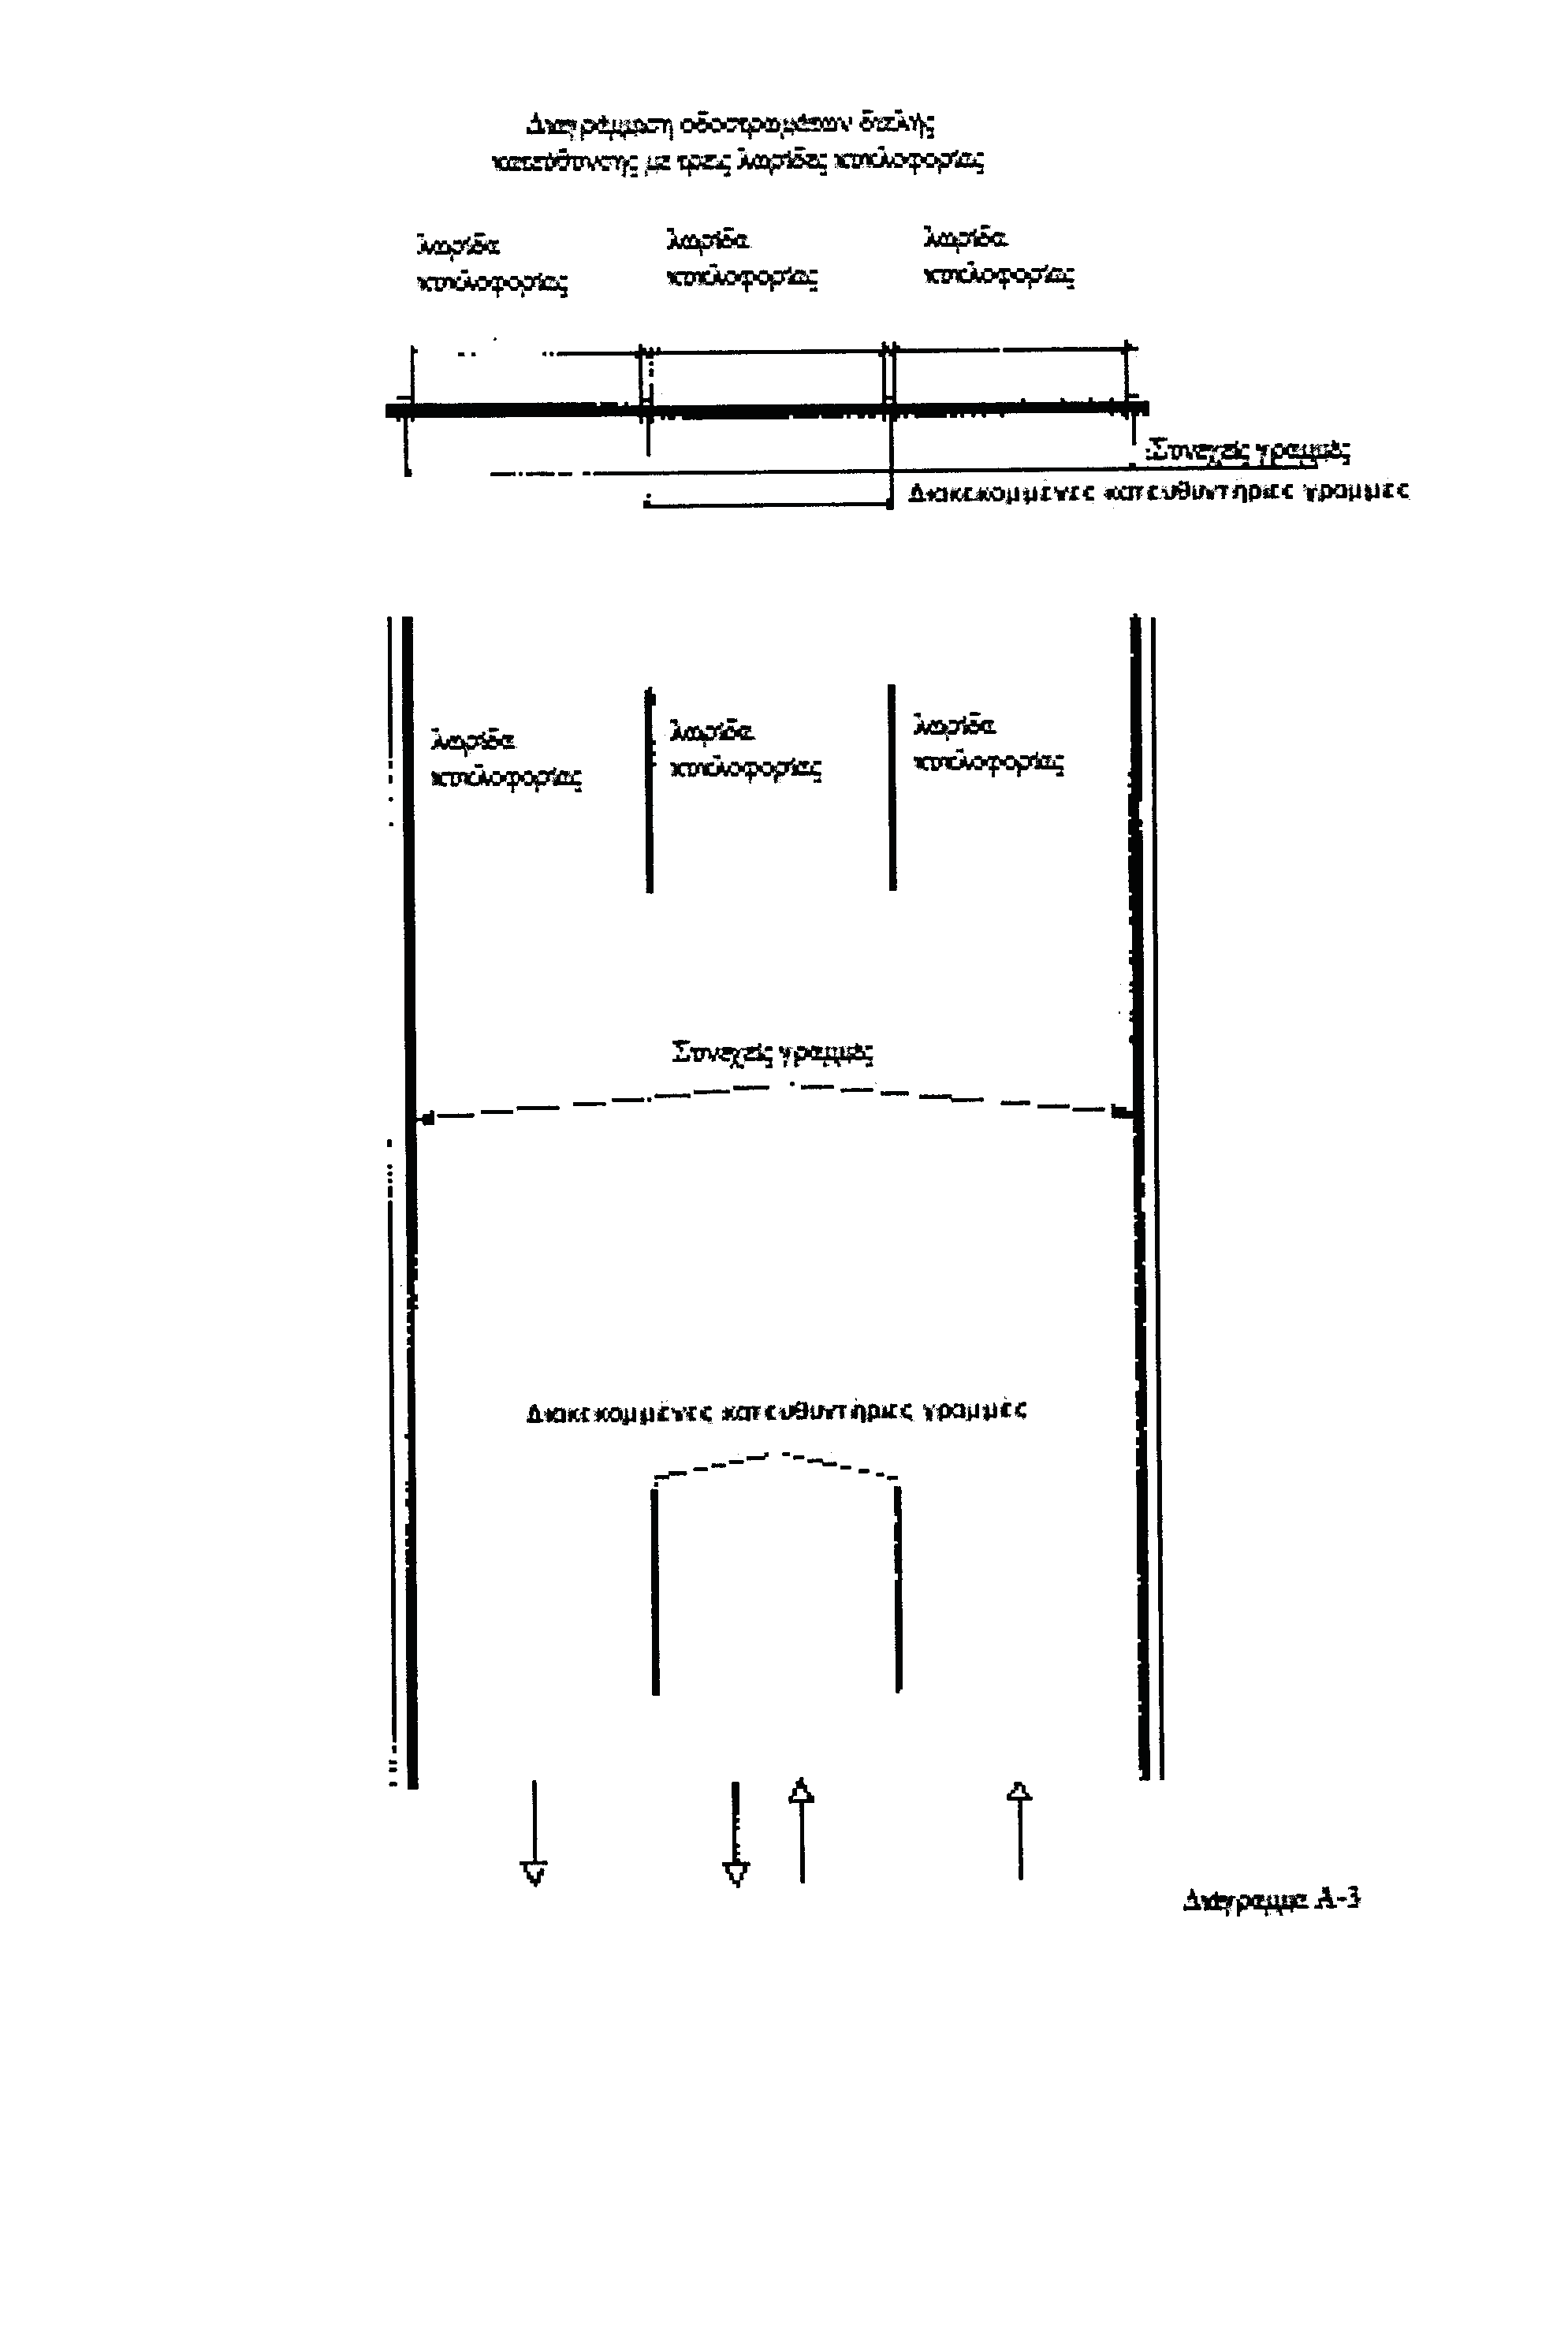 Διαγράμμιση οδοστρωμάτων διπλής
κατεύθυνσης με τρεις λωρίδες κυκλοφορίας
λωρίδα
κυκλοφορίας
λωρίδα
κυκλοφορίας
λωρίδα
κυκλοφορίας
Συνεχείς γραμμές
Διακεκομμένες κατευθυντήριες γραμμές
λωρίδα
κυκλοφορίας
λωρίδα
κυκλοφορίας
λωρίδα
κυκλοφορίας
Συνεχείς γραμμές
Διακεκομμένες κατευθυντήριες γραμμές
Διάγραμμα Α-3